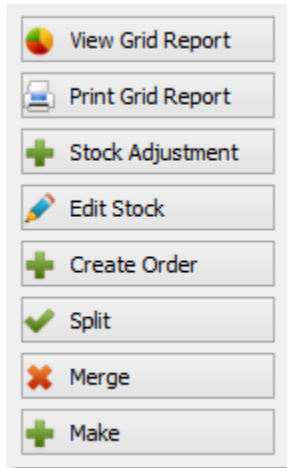 View Grid Report
Print Grid Report
Stock Adjustment
Edit Stock
Create Order
Split
Merge
Make